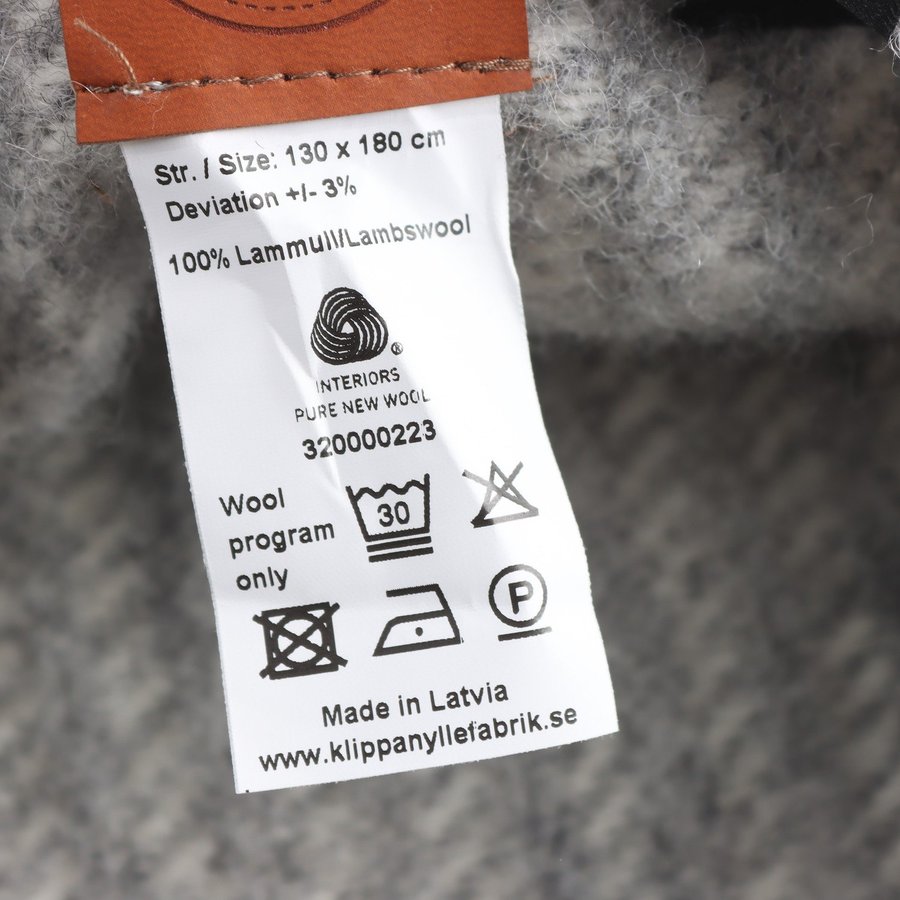 Str. / Size: 130 x 180 cm
Deviation +/- 3%
100% Lammull/Lambswool
®
INTERIORS
PURE NEW WOOL
320000223
Wool
program
only
30
P
Made in Latvia
www.klippanyllefabrik.se